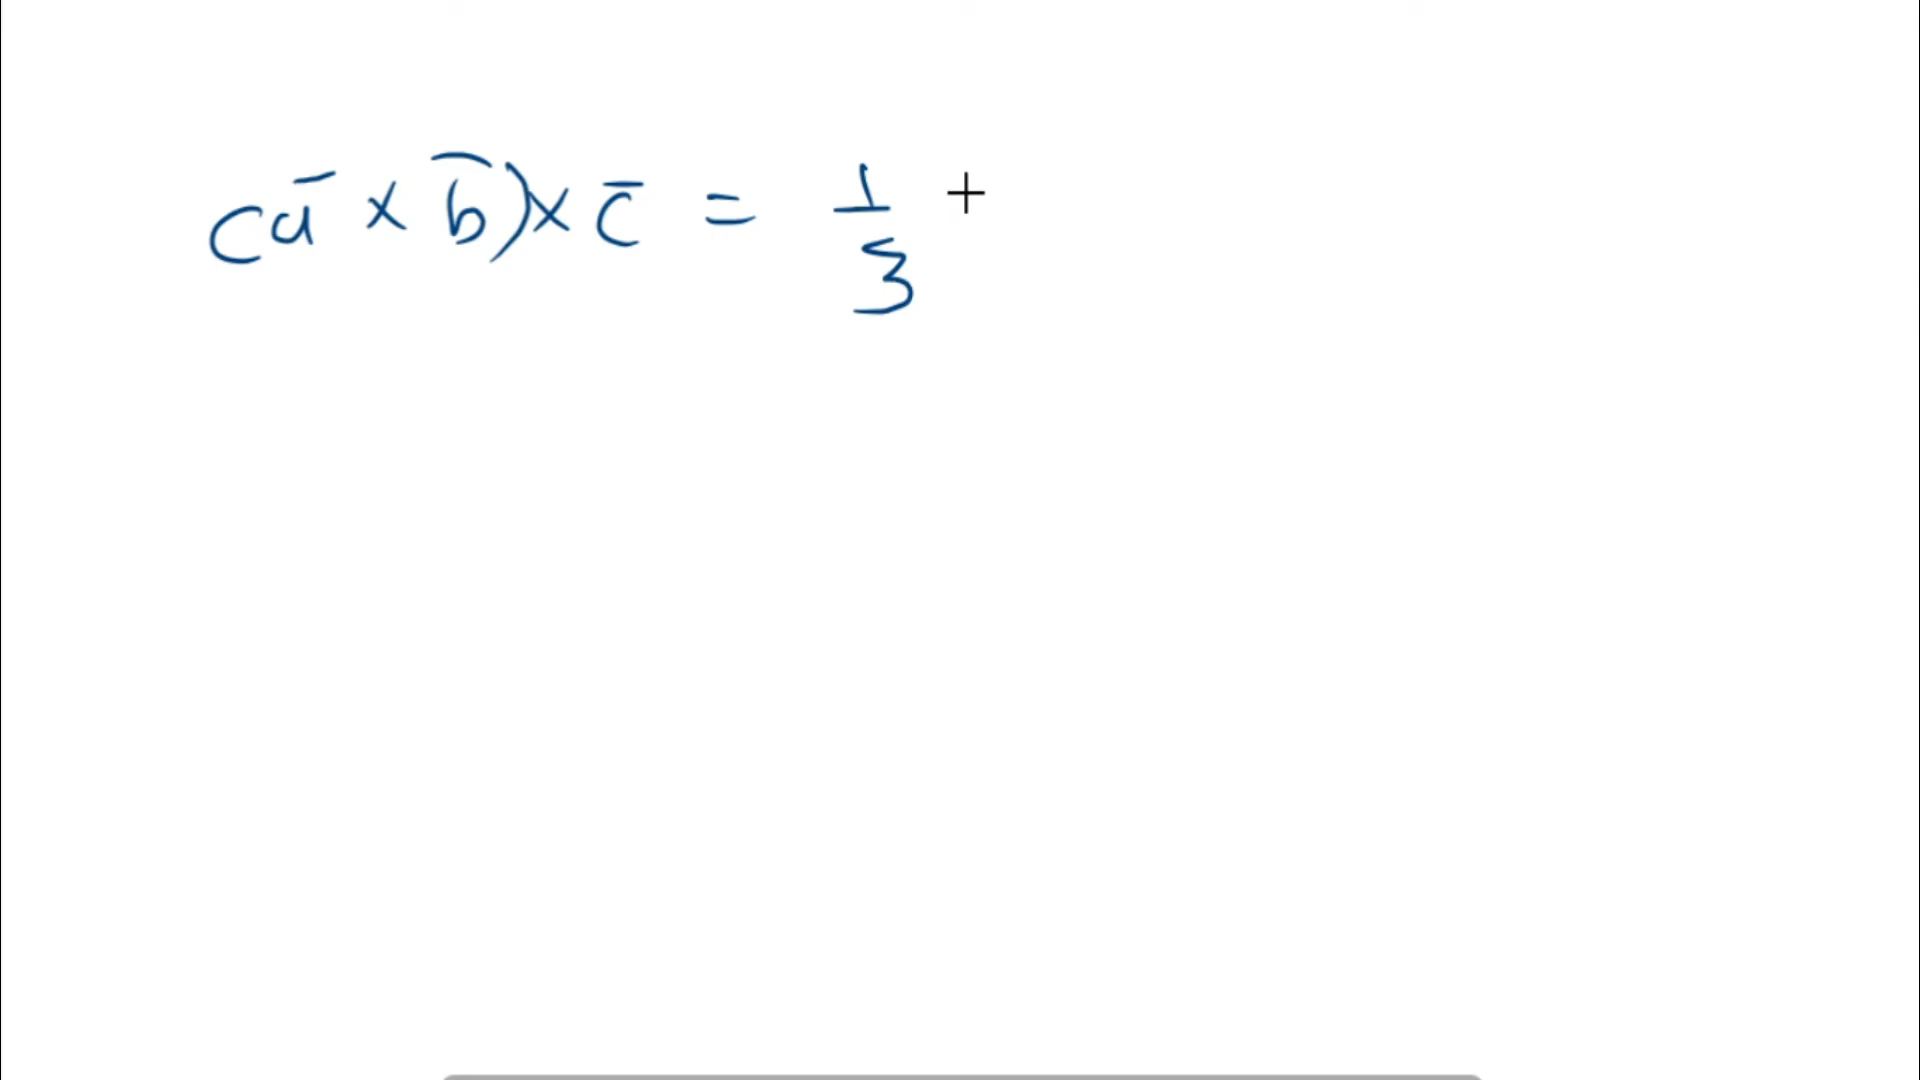 (a̅ × b̅) × c̅ = 1/3